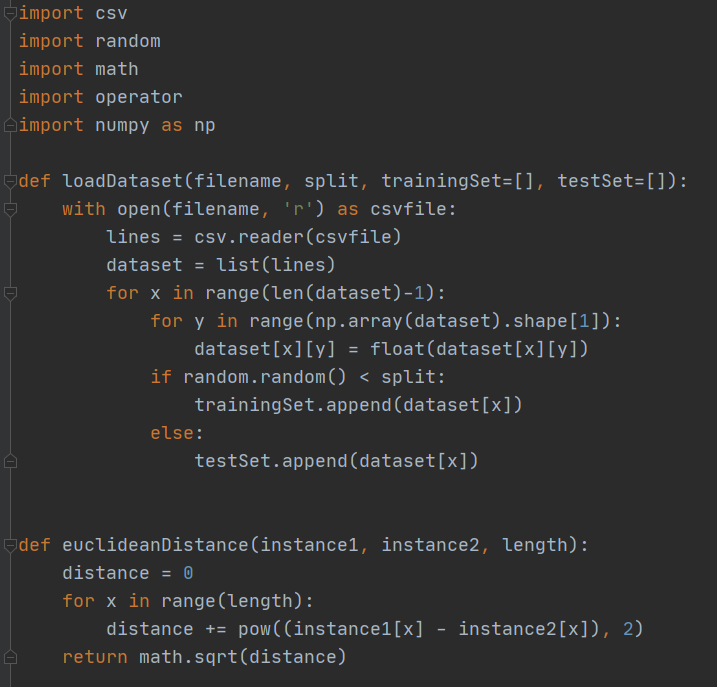 import csv
import random
import math
import operator
import numpy as np
def loadDataset(filename, split, trainingSet=[], testSet=[]):
    with open(filename, 'r') as csvfile:
        lines = csv.reader(csvfile)
        dataset = list(lines)
        for x in range(len(dataset)-1):
            for y in range(np.array(dataset).shape[1]):
                dataset[x][y] = float(dataset[x][y])
            if random.random() < split:
                trainingSet.append(dataset[x])
            else:
                testSet.append(dataset[x])
def euclideanDistance(instance1, instance2, length):
    distance = 0
    for x in range(length):
        distance += pow((instance1[x] - instance2[x]), 2)
    return math.sqrt(distance)